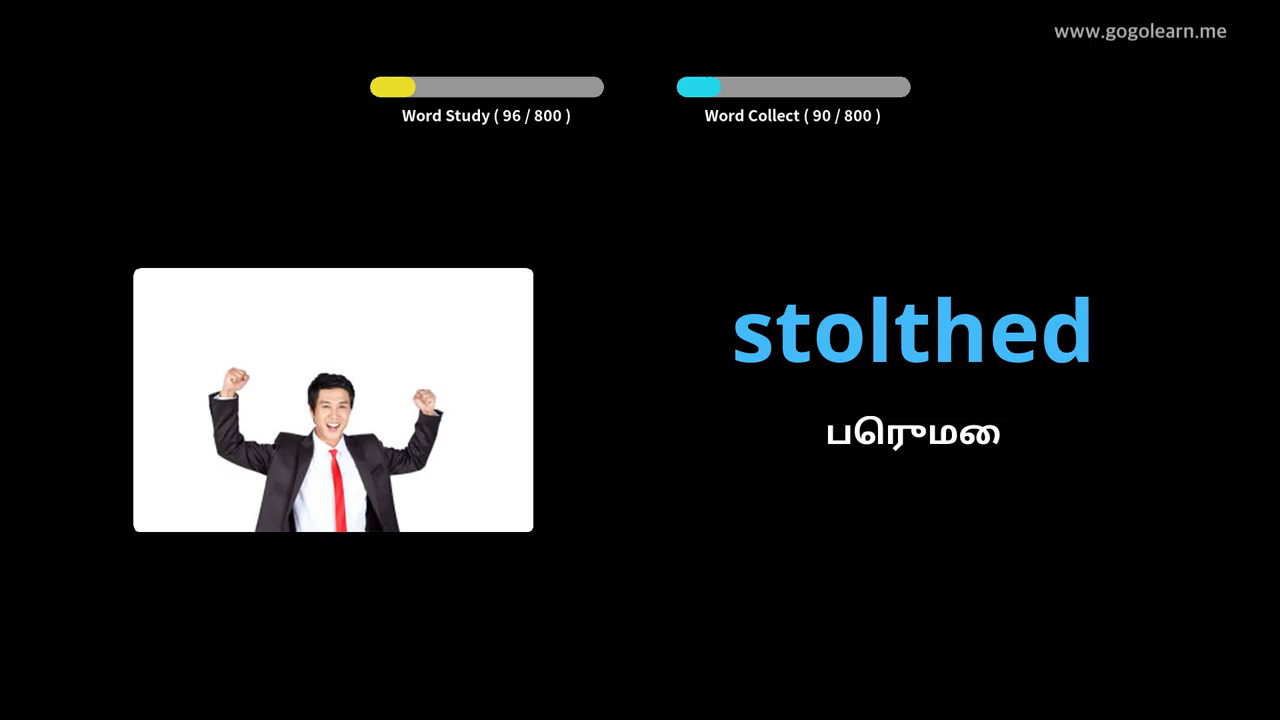 www.gogolearn.me
Word Study ( 96 / 800 )
Word Collect ( 90 / 800 )
stolthed
பெருமை